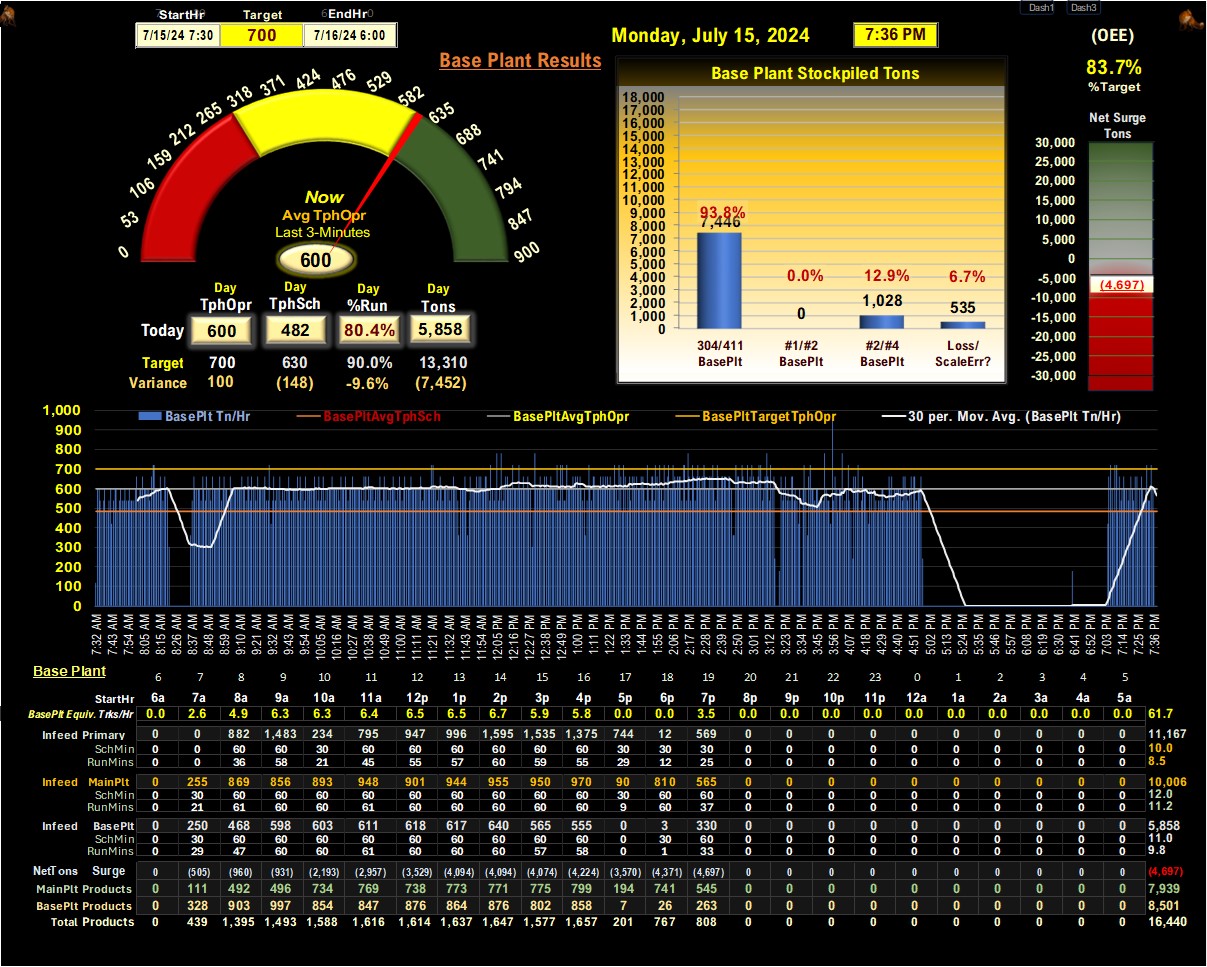 Dash1 Dash3
StartHr Target EndHr
7/15/24 7:30 700 7/16/24 6:00
Monday, July 15, 2024 7:36 PM
(OEE)
83.7%
%Target
Base Plant Results
0 53 106 159 212 265 318 371 424 476 529 582 635 688 741 794 847 900
Now
Avg TphOpr
Last 3-Minutes
600
Day Day Day Day
TphOpr TphSch %Run Tons
Today 600 482 80.4% 5,858
Target 700 630 90.0% 13,310
Variance 100 (148) -9.6% (7,452)
Base Plant Stockpiled Tons
18,000
17,000
16,000
15,000
14,000
13,000
12,000
11,000
10,000
9,000
8,000
7,000
6,000
5,000
4,000
3,000
2,000
1,000
0
93.8% 0.0% 12.9% 6.7%
7,446 0 1,028 535
304/411 #1/#2 #2/#4 Loss/
BasePlt BasePlt BasePlt ScaleErr?
Net Surge
Tons
30,000
25,000
20,000
15,000
10,000
5,000
0
-5,000
-10,000
-15,000
-20,000
-25,000
-30,000
(4,697)
BasePlt Tn/Hr BasePltAvgTphSch BasePltAvgTphOpr BasePltTargetTphOpr 30 per. Mov. Avg. (BasePlt Tn/Hr)
1,000
900
800
700
600
500
400
300
200
100
0
7:32 AM 7:43 AM 7:54 AM 8:05 AM 8:15 AM 8:26 AM 8:37 AM 8:48 AM 8:59 AM 9:10 AM 9:21 AM 9:32 AM 9:43 AM 9:54 AM 10:05 AM 10:16 AM 10:27 AM 10:38 AM 10:49 AM 11:00 AM 11:11 AM 11:21 AM 11:32 AM 11:43 AM 11:54 AM 12:05 PM 12:16 PM 12:27 PM 12:38 PM 12:49 PM 1:00 PM 1:11 PM 1:22 PM 1:33 PM 1:44 PM 1:55 PM 2:06 PM 2:17 PM 2:28 PM 2:39 PM 2:50 PM 3:01 PM 3:12 PM 3:23 PM 3:34 PM 3:45 PM 3:56 PM 4:03 PM 4:18 PM 4:29 PM 4:40 PM 4:51 PM 5:02 PM 5:13 PM 5:24 PM 5:35 PM 5:46 PM 5:57 PM 6:08 PM 6:19 PM 6:30 PM 6:41 PM 6:52 PM 7:03 PM 7:14 PM 7:25 PM 7:36 PM
Base Plant
6 7 8 9 10 11 12 13 14 15 16 17 18 19 20 21 22 23 0 1 2 3 4 5
StartHr 6a 7a 8a 9a 10a 11a 12p 1p 2p 3p 4p 5p 6p 7p 8p 9p 10p 11p 12a 1a 2a 3a 4a 5a
BasePlt Equiv. Trks/Hr 0.0 2.6 4.9 6.3 6.3 6.4 6.5 6.5 6.7 5.9 5.8 0.0 0.0 3.5 0.0 0.0 0.0 0.0 0.0 0.0 0.0 0.0 0.0 0.0 61.7
Infeed Primary 0 0 882 1,483 234 795 947 996 1,595 1,535 1,375 744 12 569 0 0 0 0 0 0 0 0 0 0 11,167
SchMin 0 0 60 60 30 60 60 60 60 60 60 30 30 30 0 0 0 0 0 0 0 0 0 0 10.0
RunMins 0 0 36 58 21 45 55 57 60 59 55 29 12 25 0 0 0 0 0 0 0 0 0 0 8.5
Infeed MainPlt 0 255 869 856 893 948 901 944 955 950 970 90 810 565 0 0 0 0 0 0 0 0 0 0 10,006
SchMin 0 30 60 60 60 60 60 60 60 60 60 30 60 60 0 0 0 0 0 0 0 0 0 0 12.0
RunMins 0 21 61 60 60 61 60 60 60 60 60 9 60 37 0 0 0 0 0 0 0 0 0 0 11.2
Infeed BasePlt 0 250 468 598 603 611 618 617 640 565 555 0 3 330 0 0 0 0 0 0 0 0 0 0 5,858
SchMin 0 30 60 60 60 60 60 60 60 60 60 0 30 60 0 0 0 0 0 0 0 0 0 0 11.0
RunMins 0 29 47 60 60 61 60 60 60 57 58 0 1 33 0 0 0 0 0 0 0 0 0 0 9.8
NetTons Surge 0 (505) (960) (931) (2,193) (2,957) (3,529) (4,094) (4,094) (4,074) (4,224) (3,570) (4,371) (4,697) 0 0 0 0 0 0 0 0 0 0 (4,697)
MainPlt Products 0 111 492 496 734 769 738 773 771 775 799 194 741 545 0 0 0 0 0 0 0 0 0 0 7,939
BasePlt Products 0 328 903 997 854 847 876 864 876 802 858 7 26 263 0 0 0 0 0 0 0 0 0 0 8,501
Total Products 0 439 1,395 1,493 1,588 1,616 1,614 1,637 1,647 1,577 1,657 201 767 808 0 0 0 0 0 0 0 0 0 0 16,440